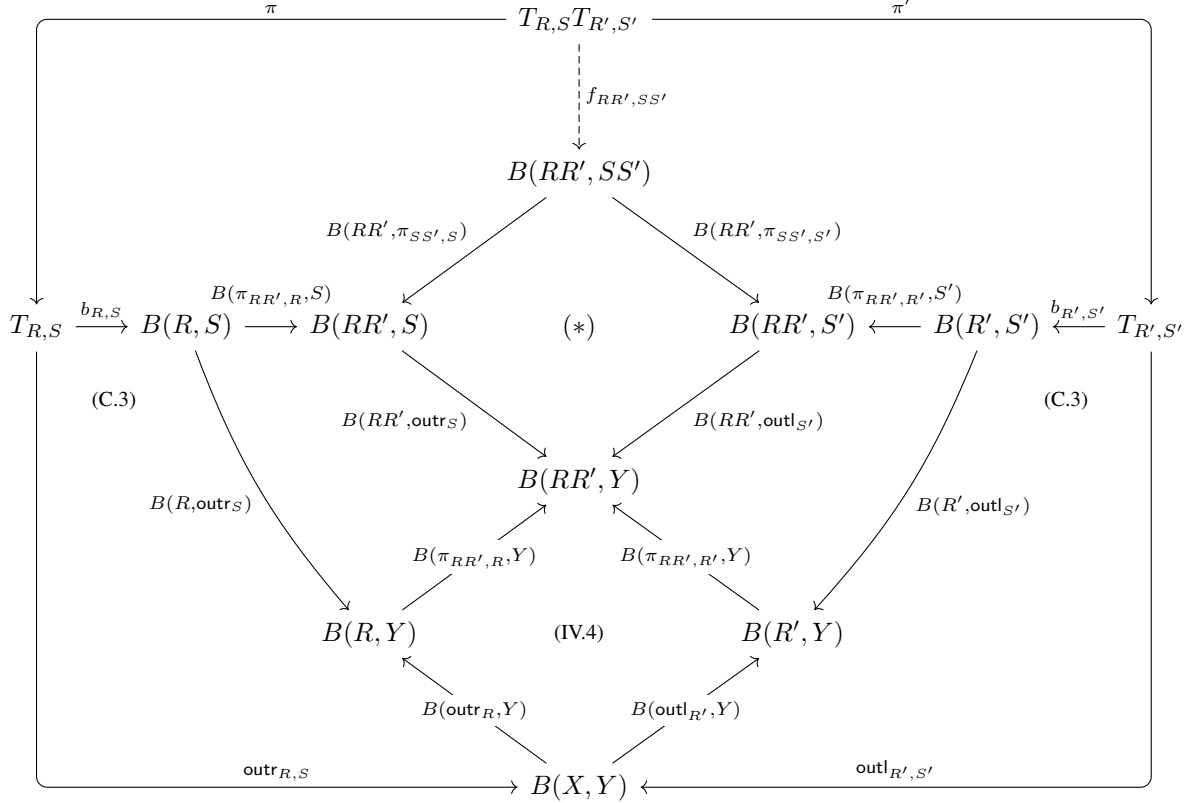 π π′
T_{R,S}T_{R′,S′}
f_{RR′,SS′}
B(RR′, SS′)
B(RR′,π_{SS′,S}) B(RR′,π_{SS′,S′})
b_{R,S} B(π_{RR′,R},S) B(π_{RR′,R′},S′) b_{R′,S′}
T_{R,S} B(R, S) B(RR′, S) (∗) B(RR′, S′) B(R′, S′) T_{R′,S′}
(C.3) (C.3)
B(RR′,outr_S) B(RR′,outl_{S′})
B(RR′, Y)
B(R,outr_S) B(R′,outl_{S′})
B(π_{RR′,R},Y) B(π_{RR′,R′},Y)
B(R, Y) (IV.4) B(R′, Y)
B(outr_R,Y) B(outl_{R′},Y)
outr_{R,S} outl_{R′,S′}
B(X, Y)